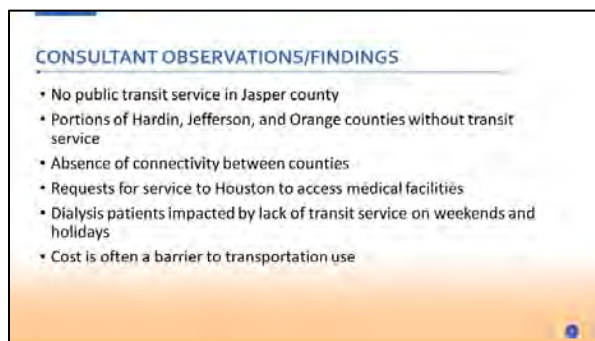 CONSULTANT OBSERVATIONS/FINDINGS
• No public transit service in Jasper county
• Portions of Hardin, Jefferson, and Orange counties without transit
service
• Absence of connectivity between counties
• Requests for service to Houston to access medical facilities
• Dialysis patients impacted by lack of transit service on weekends and
holidays
• Cost is often a barrier to transportation use